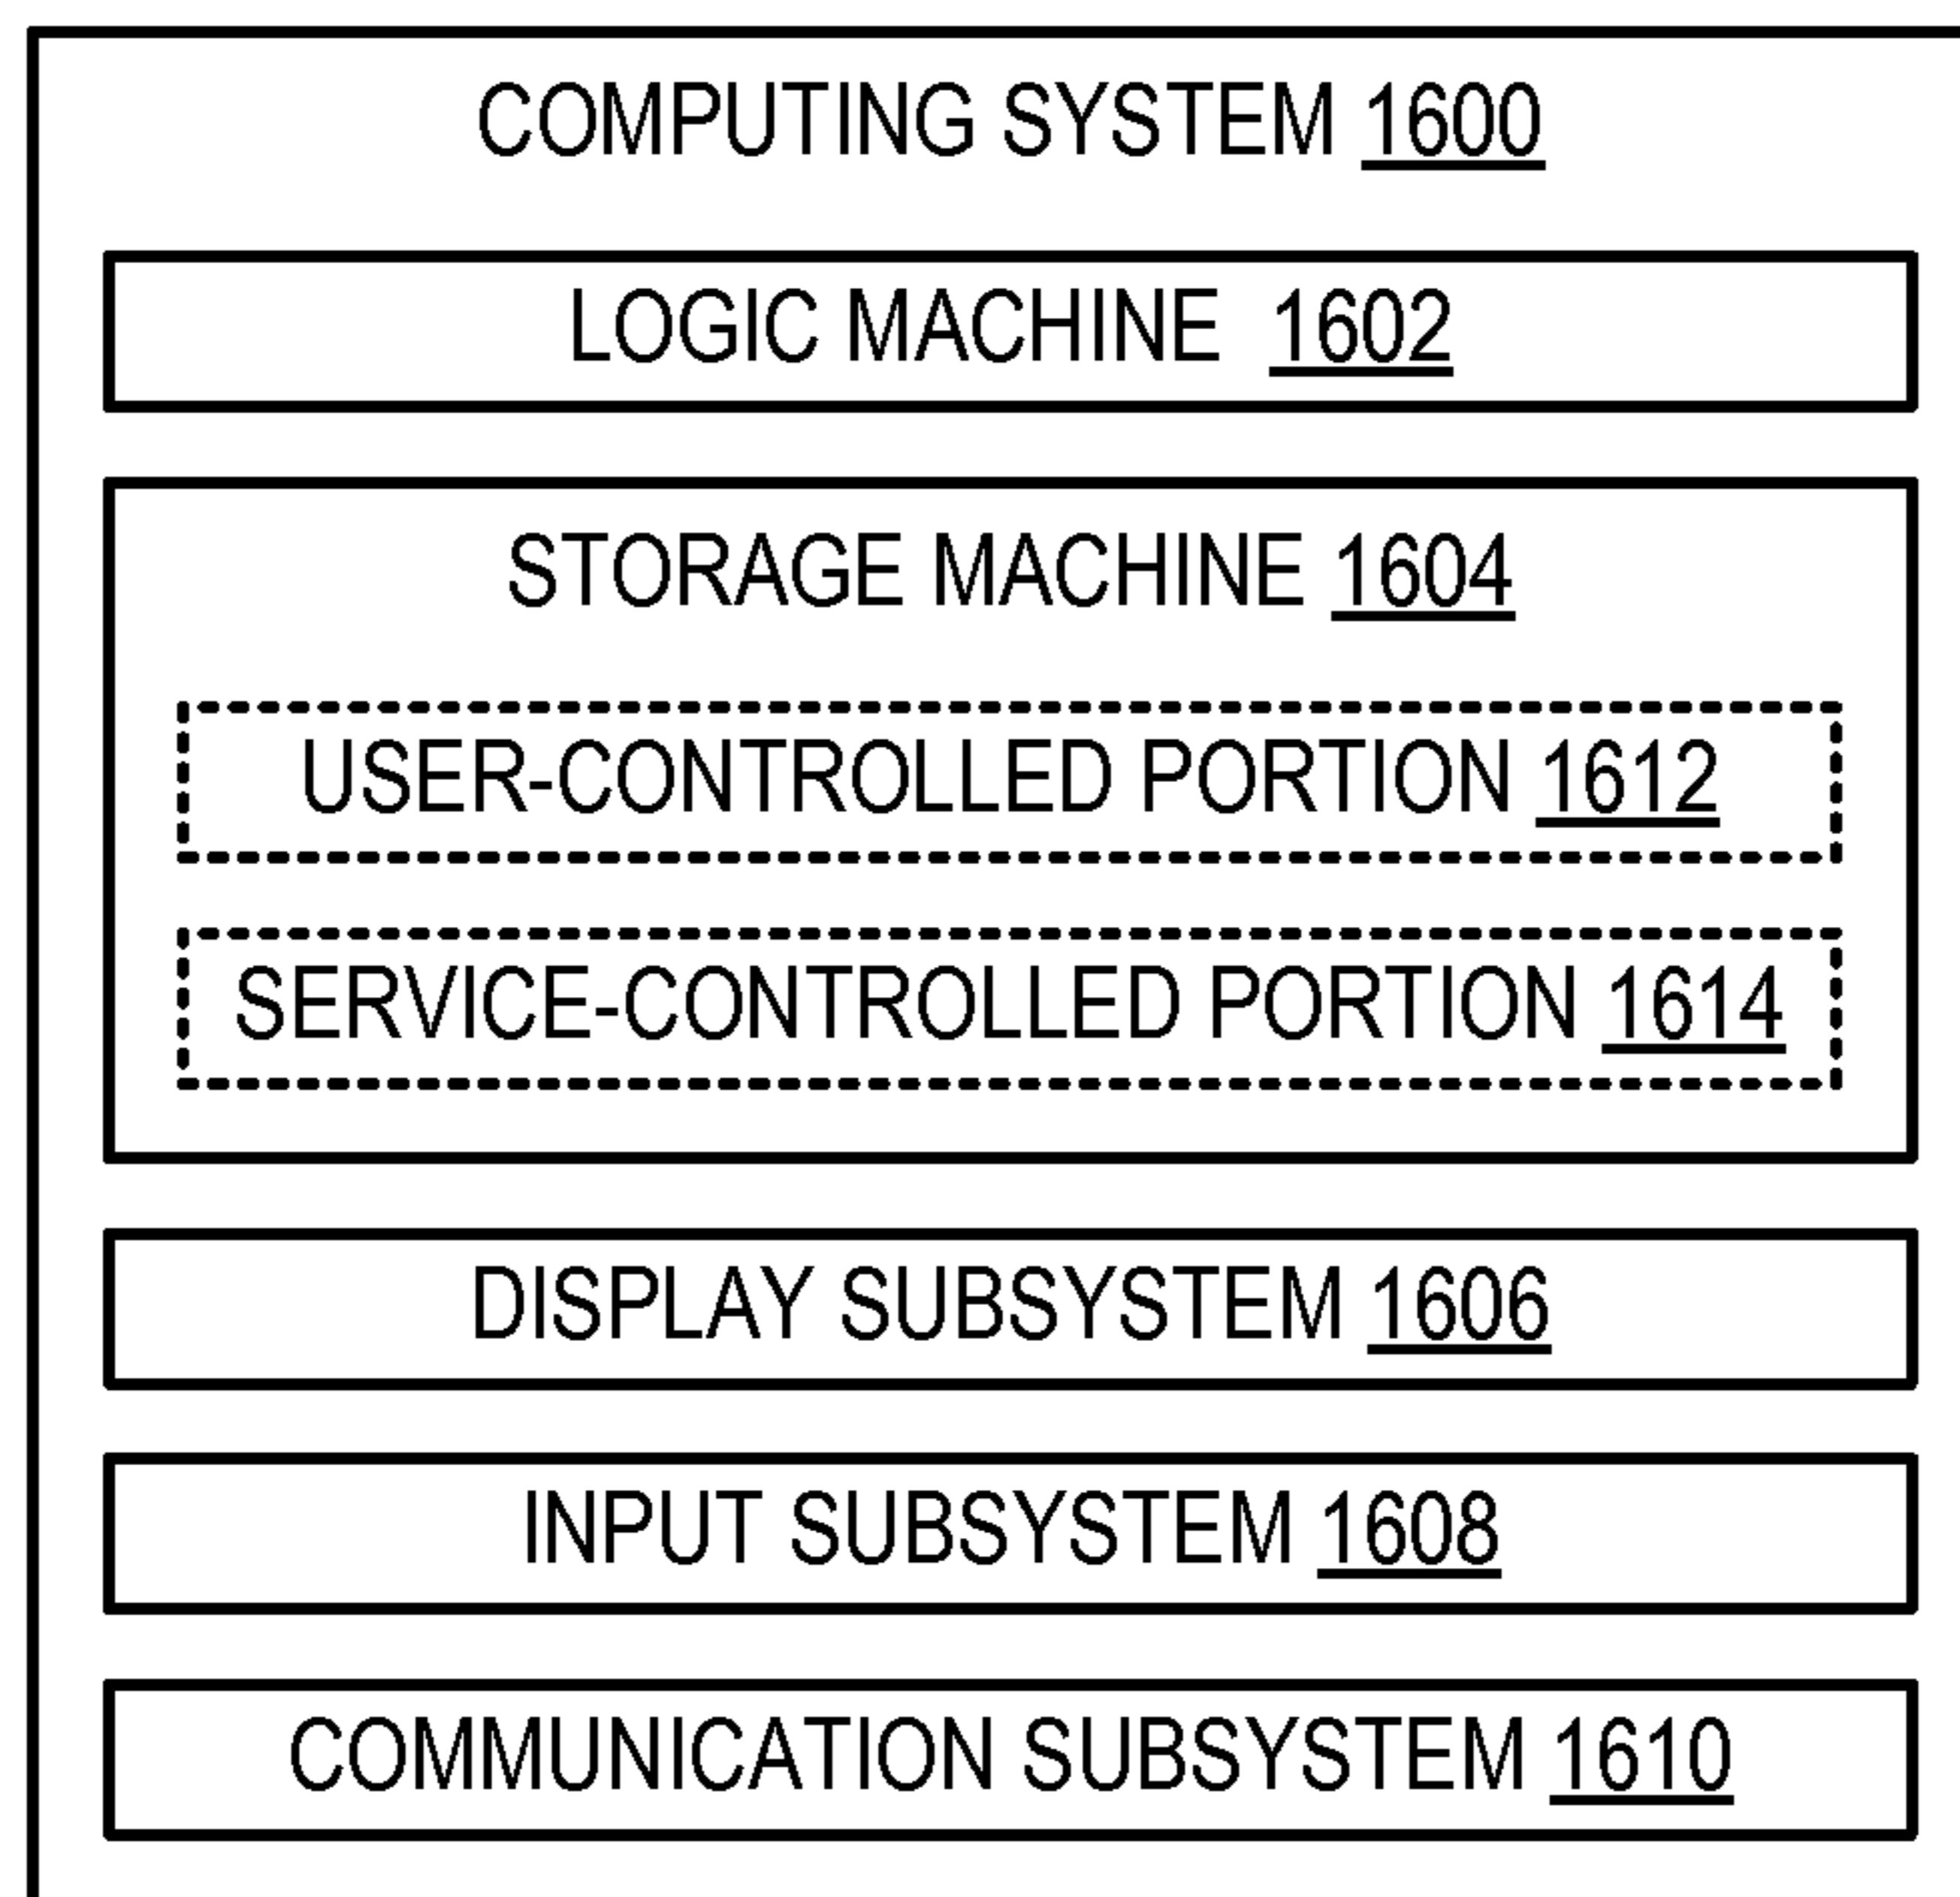 COMPUTING SYSTEM 1600
LOGIC MACHINE 1602
STORAGE MACHINE 1604
USER-CONTROLLED PORTION 1612
SERVICE-CONTROLLED PORTION 1614
DISPLAY SUBSYSTEM 1606
INPUT SUBSYSTEM 1608
COMMUNICATION SUBSYSTEM 1610